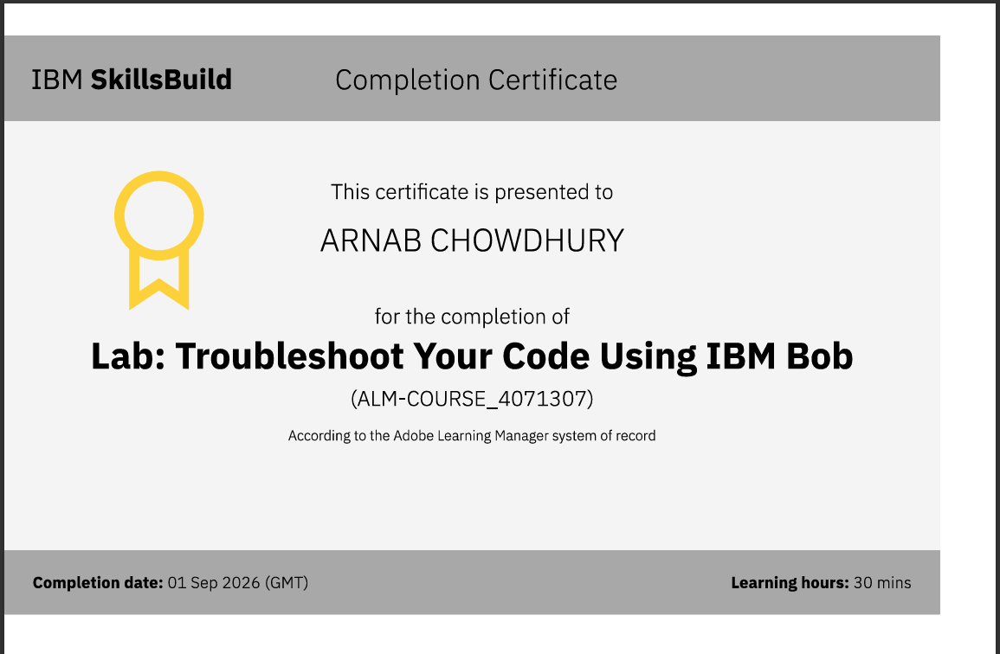 IBM SkillsBuild
Completion Certificate
This certificate is presented to
ARNAB CHOWDHURY
for the completion of
Lab: Troubleshoot Your Code Using IBM Bob
(ALM-COURSE_4071307)
According to the Adobe Learning Manager system of record
Completion date: 01 Sep 2026 (GMT)
Learning hours: 30 mins